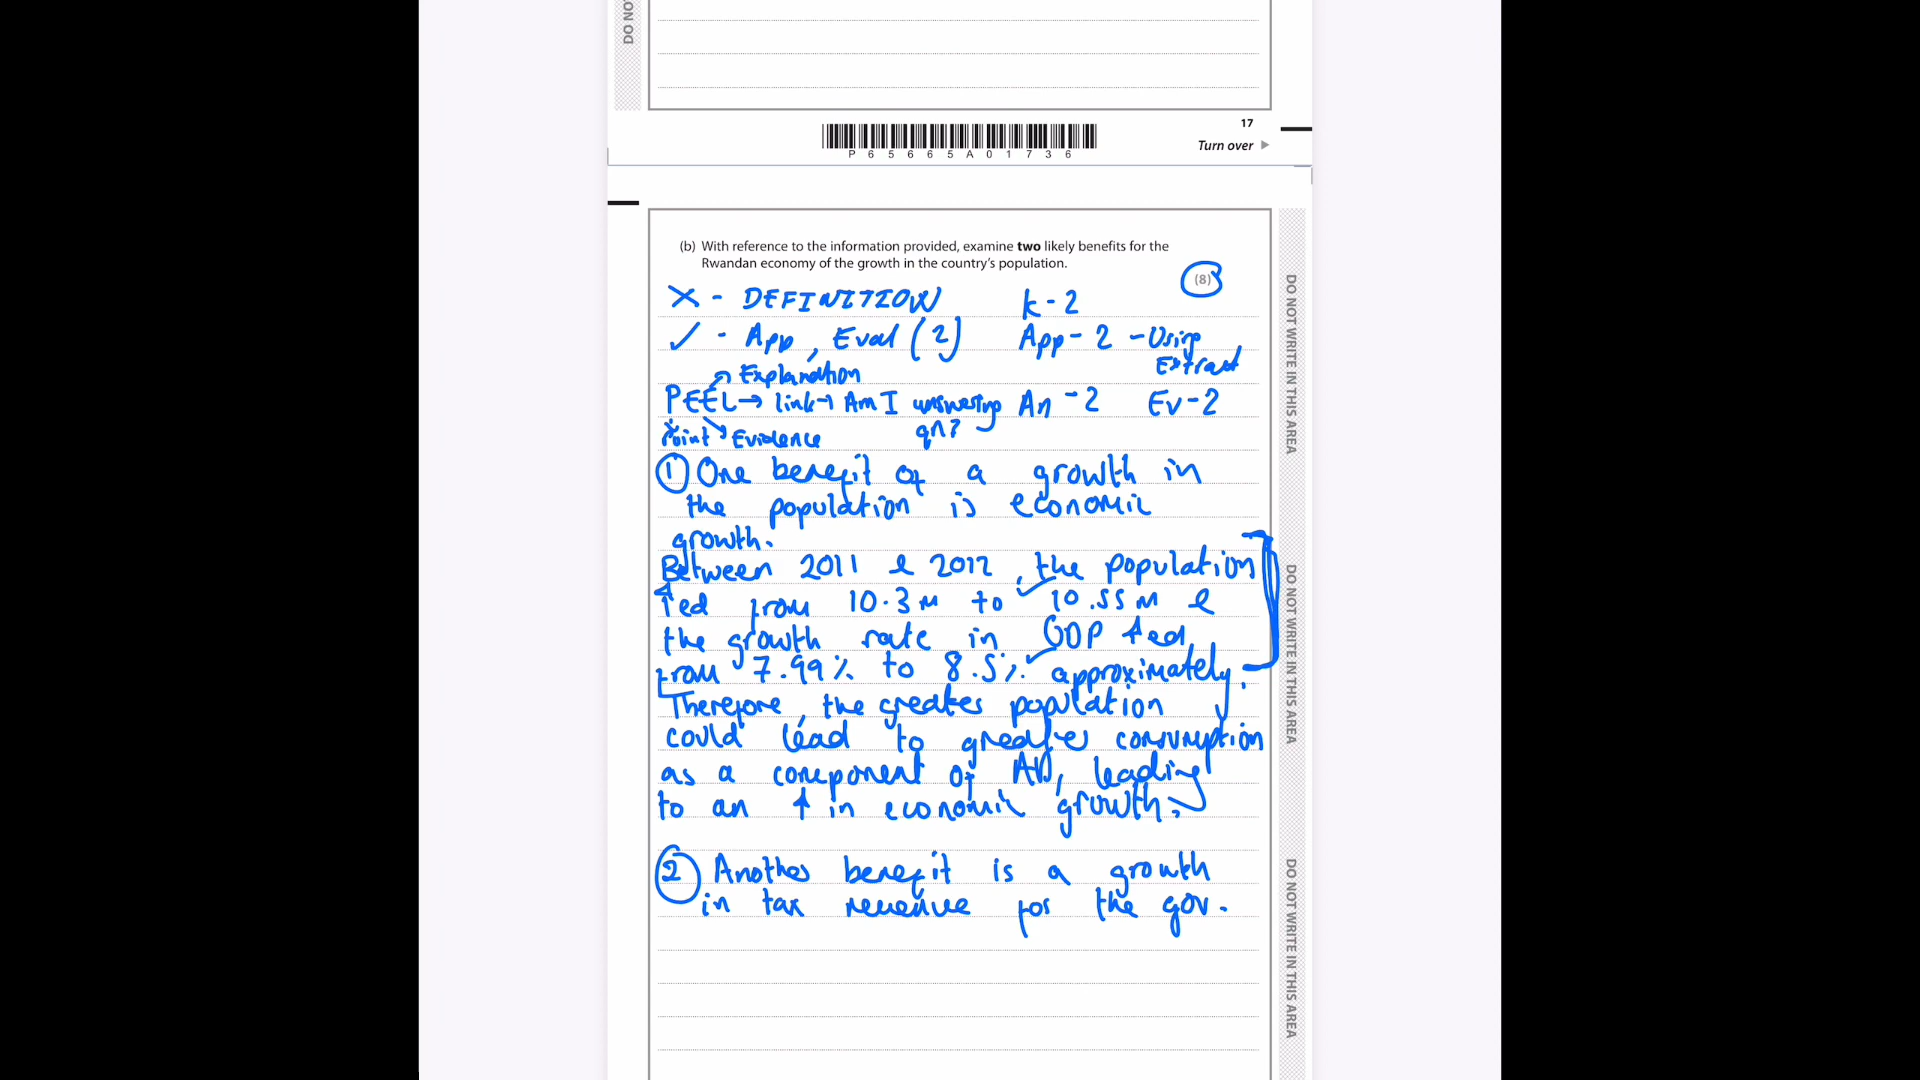 DO NO
17
P 6 5 6 6 5 A 0 1 7 3 6
Turn over
(b) With reference to the information provided, examine two likely benefits for the
Rwandan economy of the growth in the country's population.
(8)
X - DEFINITION K - 2
✓ - App, Eval (2) App - 2 - Using
Extract
Explanation
PEEL → link → Am I answering An - 2 Ev - 2
Point Evidence qn?
① One benefit of a growth in
the population is economic
growth.
Between 2011 & 2012, the population
↑ed from 10.3m to 10.55m &
the growth rate in GDP ↑ed
from 7.99% to 8.5% approximately.
Therefore, the greater population
could lead to greater consumption
as a component of AD, leading
to an ↑ in economic growth.
② Another benefit is a growth
in tax revenue for the gov.
DO NOT WRITE IN THIS AREA
DO NOT WRITE IN THIS AREA
DO NOT WRITE IN THIS AREA